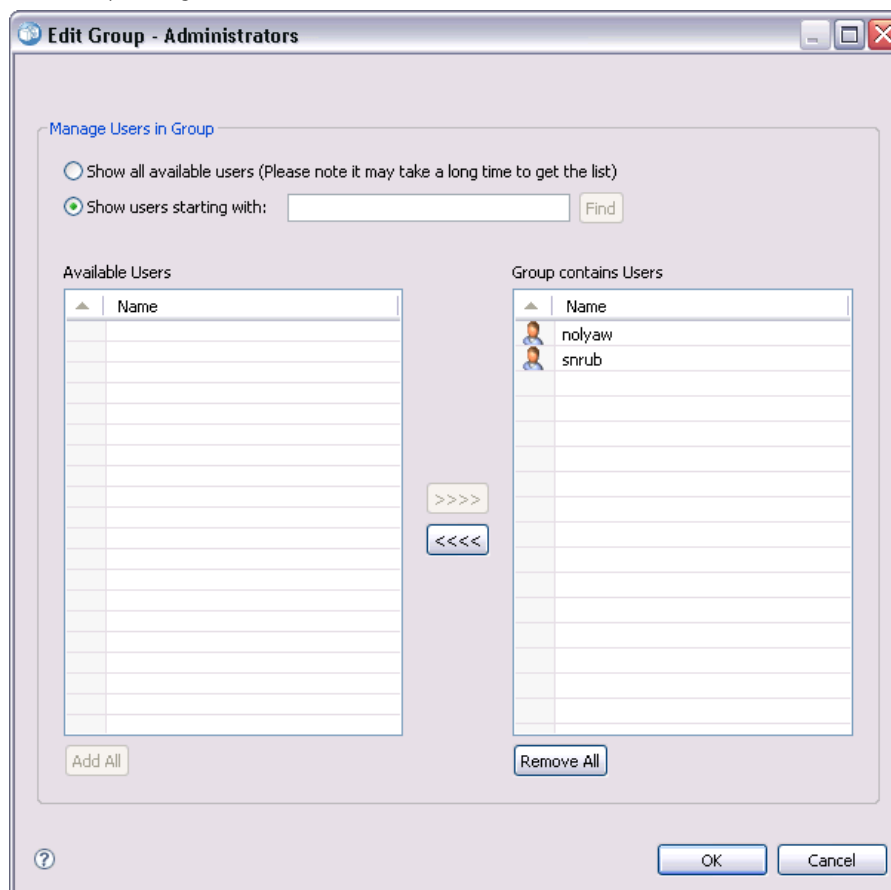 Edit Group - Administrators
Manage Users in Group
Show all available users (Please note it may take a long time to get the list)
Show users starting with:
Find
Available Users
Group contains Users
Name
Name
nolyaw
snrub
>>>>
<<<<
Add All
Remove All
?
OK
Cancel